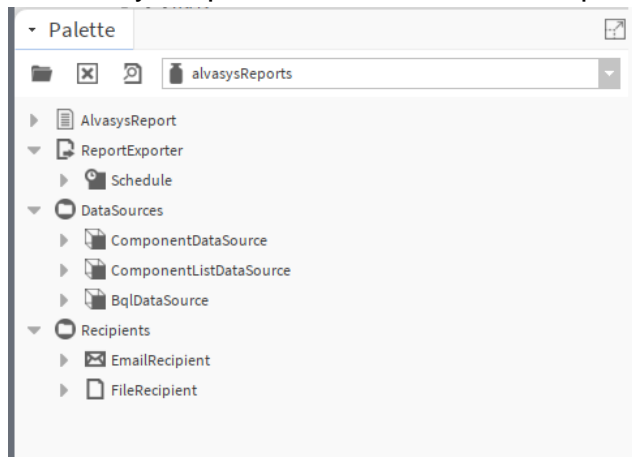 Palette
alvasysReports
AlvasysReport
ReportExporter
Schedule
DataSources
ComponentDataSource
ComponentListDataSource
BqlDataSource
Recipients
EmailRecipient
FileRecipient